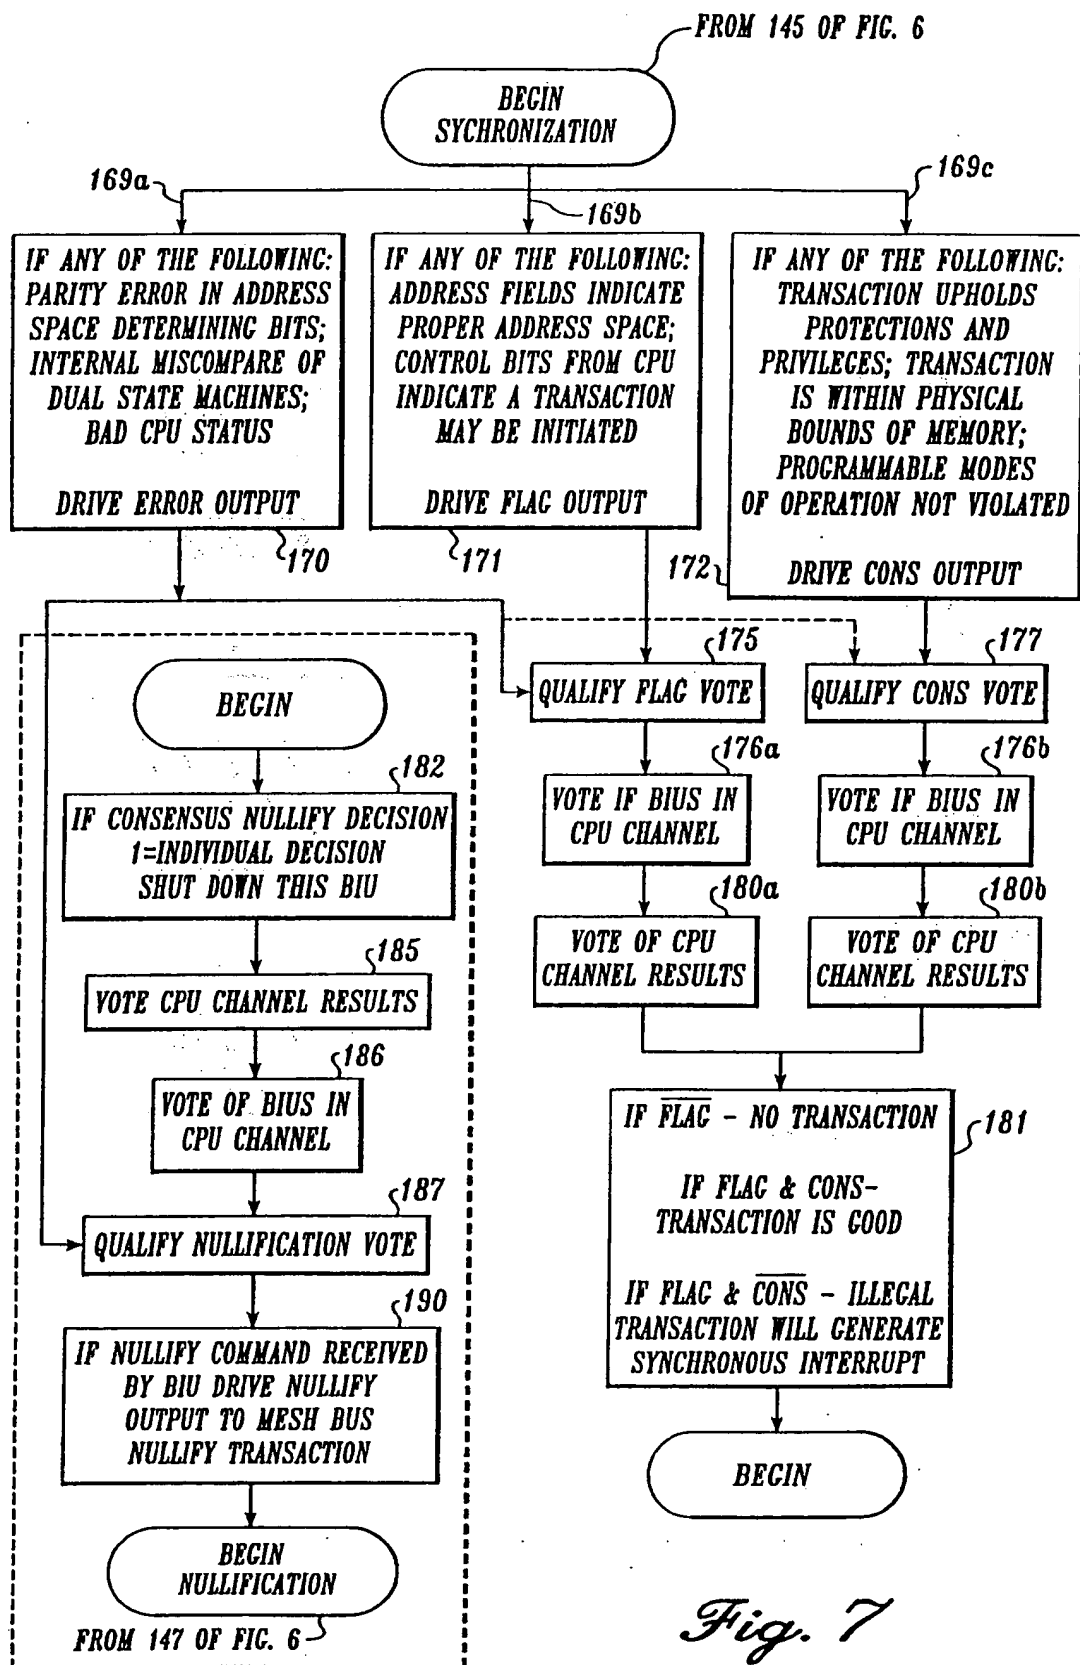 FROM 145 OF FIG. 6
BEGIN
SYCHRONIZATION
169a
169b
169c
IF ANY OF THE FOLLOWING:
PARITY ERROR IN ADDRESS
SPACE DETERMINING BITS;
INTERNAL MISCOMPARE OF
DUAL STATE MACHINES;
BAD CPU STATUS
DRIVE ERROR OUTPUT
170
IF ANY OF THE FOLLOWING:
ADDRESS FIELDS INDICATE
PROPER ADDRESS SPACE;
CONTROL BITS FROM CPU
INDICATE A TRANSACTION
MAY BE INITIATED
DRIVE FLAG OUTPUT
171
IF ANY OF THE FOLLOWING:
TRANSACTION UPHOLDS
PROTECTIONS AND
PRIVILEGES; TRANSACTION
IS WITHIN PHYSICAL
BOUNDS OF MEMORY;
PROGRAMMABLE MODES
OF OPERATION NOT VIOLATED
DRIVE CONS OUTPUT
172
175
QUALIFY FLAG VOTE
177
QUALIFY CONS VOTE
176a
VOTE IF BIUS IN
CPU CHANNEL
176b
VOTE IF BIUS IN
CPU CHANNEL
180a
VOTE OF CPU
CHANNEL RESULTS
180b
VOTE OF CPU
CHANNEL RESULTS
IF F̅L̅A̅G̅ - NO TRANSACTION
IF FLAG & CONS-
TRANSACTION IS GOOD
IF FLAG & C̅O̅N̅S̅ - ILLEGAL
TRANSACTION WILL GENERATE
SYNCHRONOUS INTERRUPT
181
BEGIN
BEGIN
182
IF CONSENSUS NULLIFY DECISION
1=INDIVIDUAL DECISION
SHUT DOWN THIS BIU
185
VOTE CPU CHANNEL RESULTS
186
VOTE OF BIUS IN
CPU CHANNEL
187
QUALIFY NULLIFICATION VOTE
190
IF NULLIFY COMMAND RECEIVED
BY BIU DRIVE NULLIFY
OUTPUT TO MESH BUS
NULLIFY TRANSACTION
BEGIN
NULLIFICATION
FROM 147 OF FIG. 6
Fig. 7